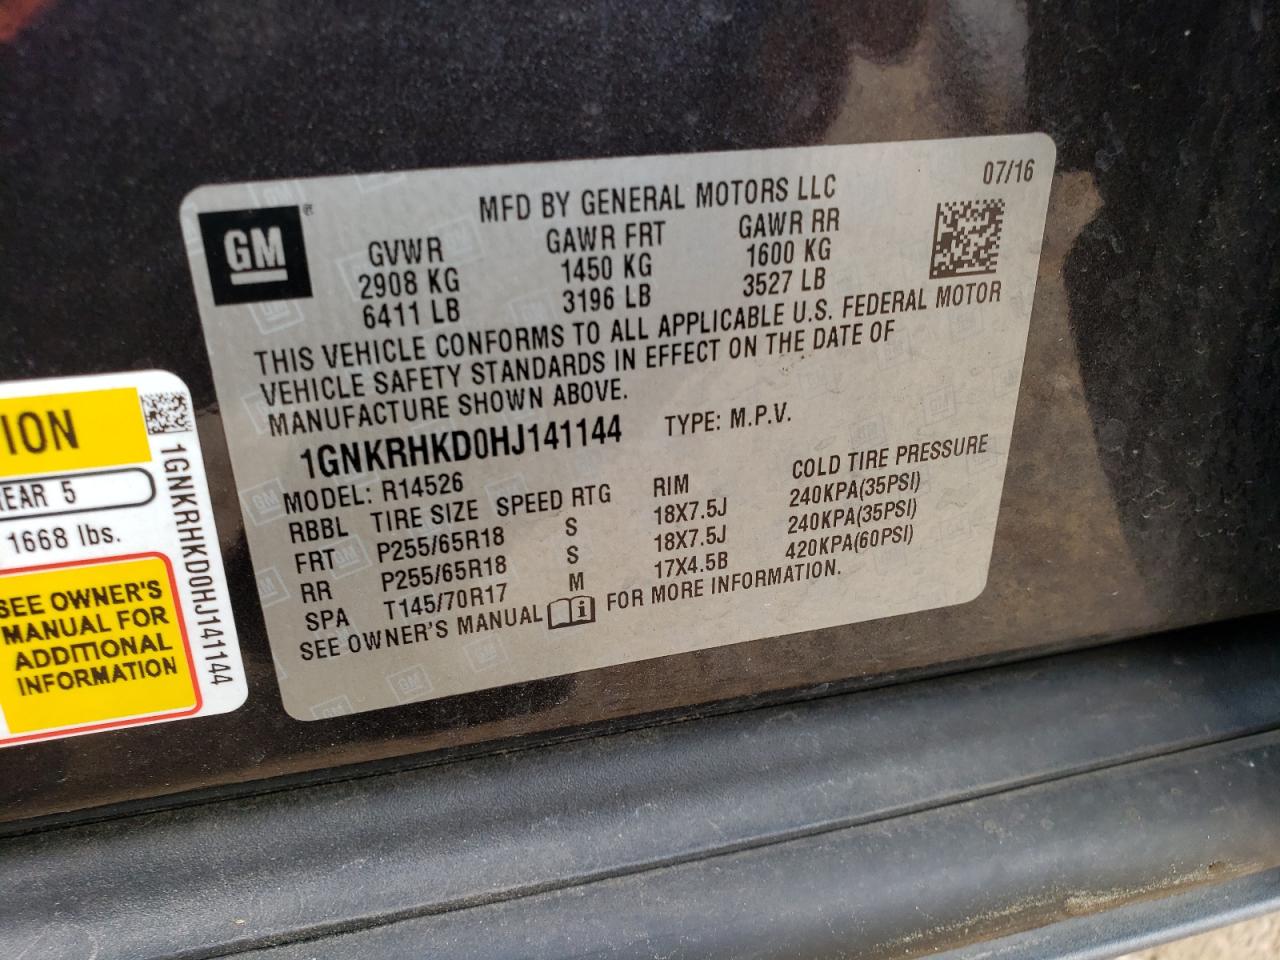 GM ®
MFD BY GENERAL MOTORS LLC 07/16
GVWR GAWR FRT GAWR RR
2908 KG 1450 KG 1600 KG
6411 LB 3196 LB 3527 LB
THIS VEHICLE CONFORMS TO ALL APPLICABLE U.S. FEDERAL MOTOR
VEHICLE SAFETY STANDARDS IN EFFECT ON THE DATE OF
MANUFACTURE SHOWN ABOVE.
1GNKRHKD0HJ141144 TYPE: M.P.V.
MODEL: R14526
RBBL TIRE SIZE SPEED RTG RIM COLD TIRE PRESSURE
FRT P255/65R18 S 18X7.5J 240KPA(35PSI)
RR P255/65R18 S 18X7.5J 240KPA(35PSI)
SPA T145/70R17 M 17X4.5B 420KPA(60PSI)
SEE OWNER'S MANUAL FOR MORE INFORMATION.
ION
EAR 5
1668 lbs.
SEE OWNER'S
MANUAL FOR
ADDITIONAL
INFORMATION
1GNKRHKD0HJ141144